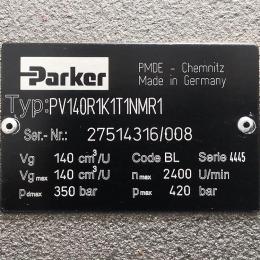 Parker
PMDE - Chemnitz
Made in Germany
Typ: PV140R1K1T1NMR1
Ser.-Nr.: 27514316/008
Vg 140 cm³/U Code BL Serie 4445
Vg max 140 cm³/U n max 2400 U/min
p dmax 350 bar p max 420 bar